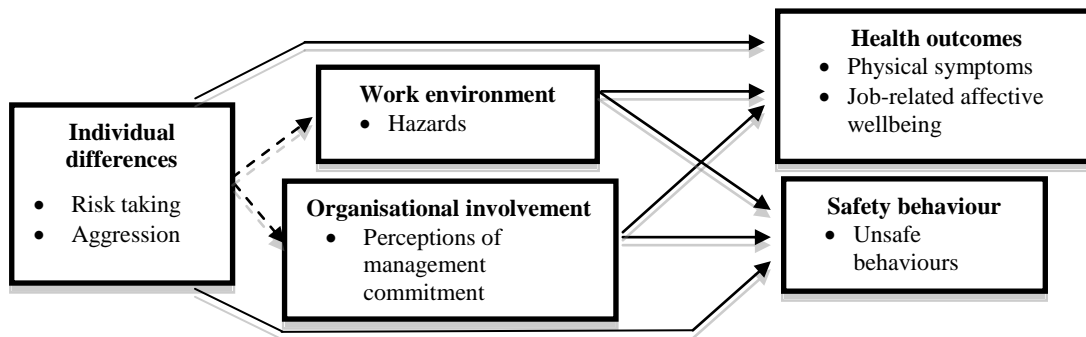 Individual
differences
• Risk taking
• Aggression
Work environment
• Hazards
Organisational involvement
• Perceptions of
management
commitment
Health outcomes
• Physical symptoms
• Job-related affective
wellbeing
Safety behaviour
• Unsafe
behaviours